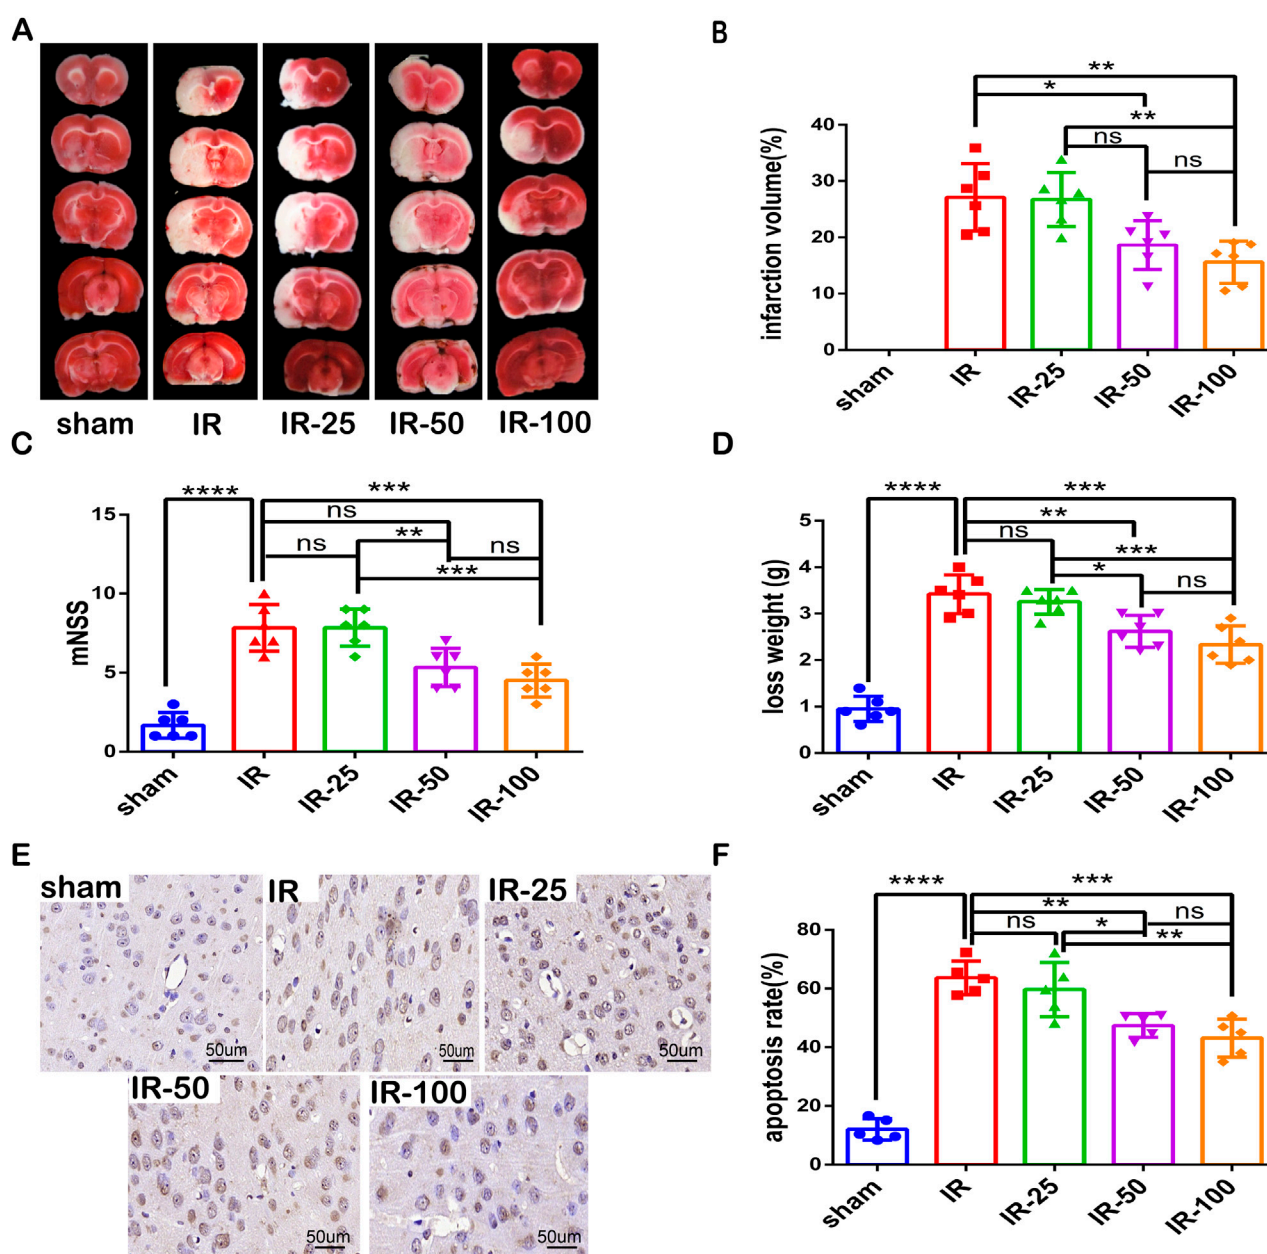 A
sham
IR
IR-25
IR-50
IR-100
B
infarction volume(%)
40
30
20
10
0
**
*
**
ns
ns
sham
IR
IR-25
IR-50
IR-100
C
mNSS
15
10
5
0
****
***
ns
**
ns
ns
***
sham
IR
IR-25
IR-50
IR-100
D
loss weight (g)
5
4
3
2
1
0
****
***
**
ns
***
*
ns
sham
IR
IR-25
IR-50
IR-100
E
sham
50um
IR
50um
IR-25
50um
IR-50
50um
IR-100
50um
F
apoptosis rate(%)
80
60
40
20
0
****
***
**
ns
ns
*
**
sham
IR
IR-25
IR-50
IR-100